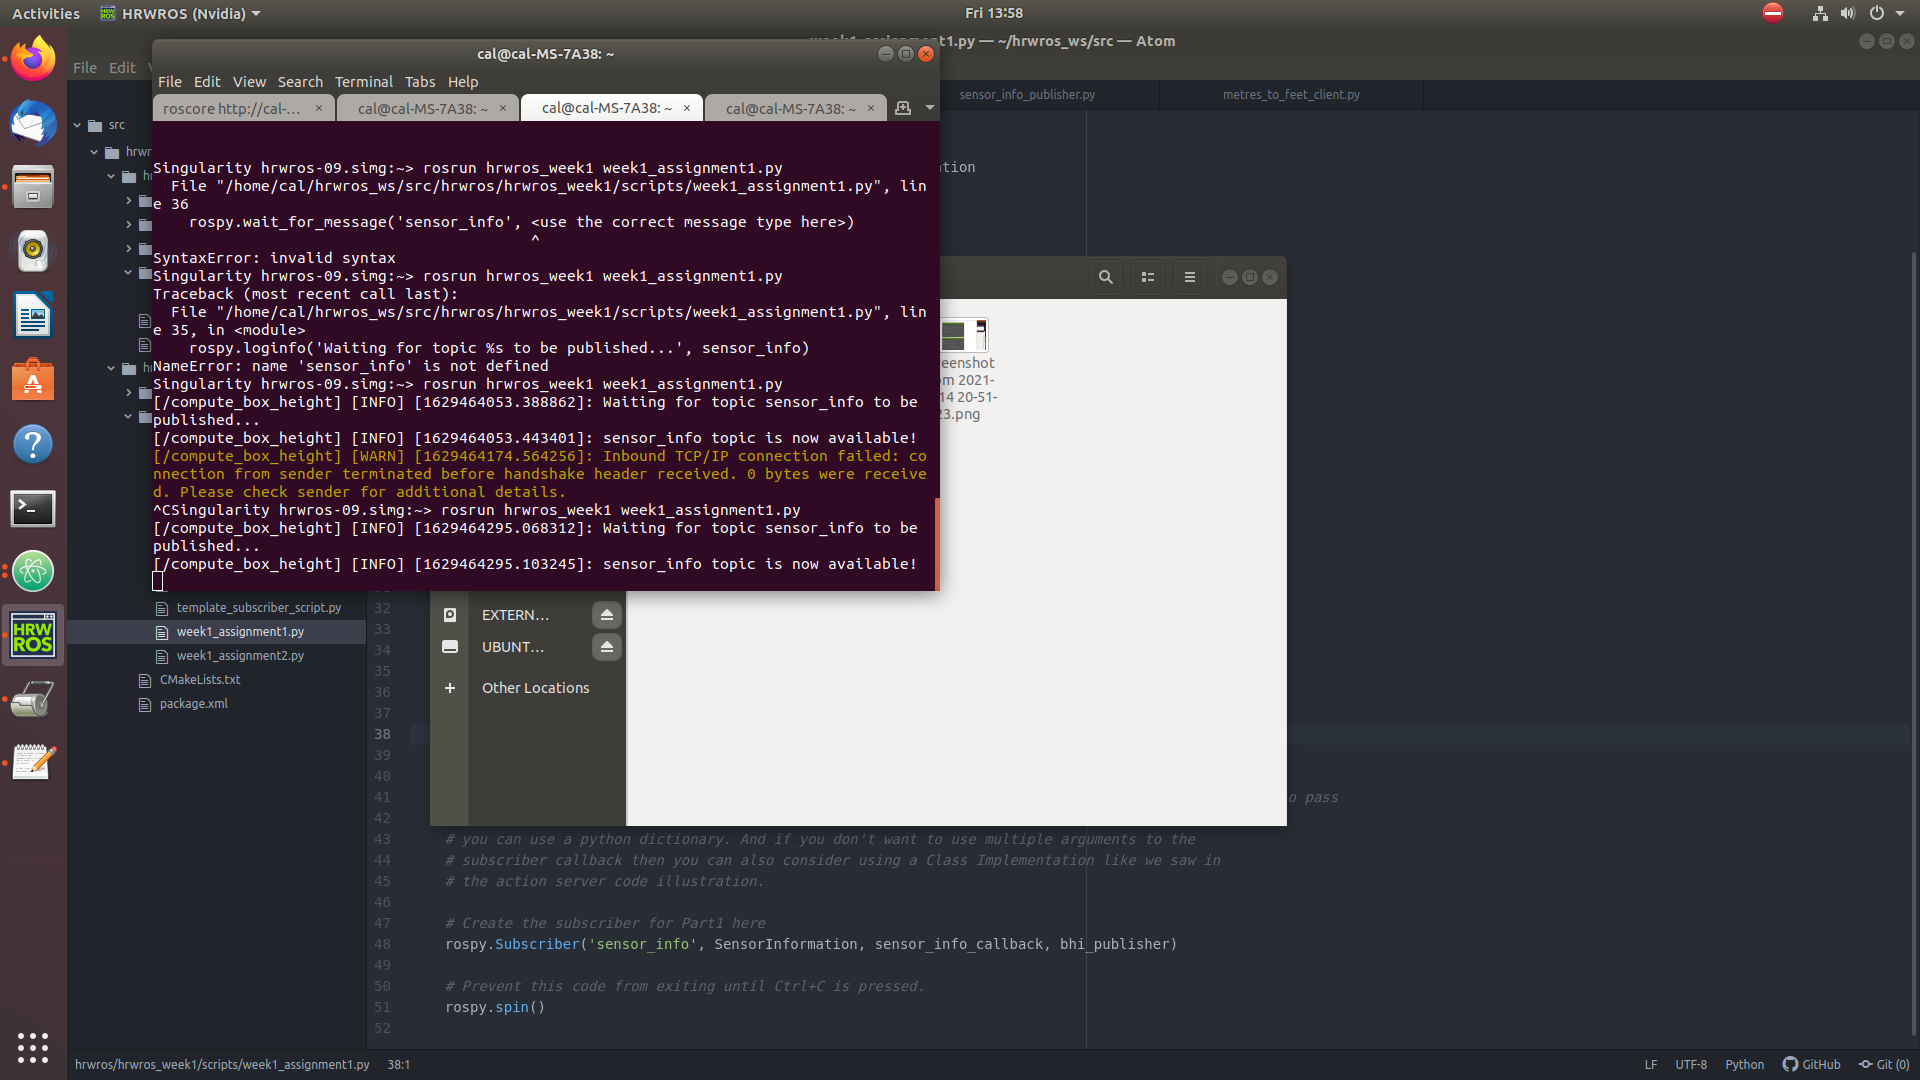 Activities
HRWROS (Nvidia)
Fri 13:58
week1_assignment1.py — ~/hrwros_ws/src — Atom
File Edit
cal@cal-MS-7A38: ~
File Edit View Search Terminal Tabs Help
roscore http://cal-...
cal@cal-MS-7A38: ~
cal@cal-MS-7A38: ~
cal@cal-MS-7A38: ~
sensor_info_publisher.py
metres_to_feet_client.py
src
hrwr
Singularity hrwros-09.simg:~> rosrun hrwros_week1 week1_assignment1.py
File "/home/cal/hrwros_ws/src/hrwros/hrwros_week1/scripts/week1_assignment1.py", lin
e 36
rospy.wait_for_message('sensor_info', <use the correct message type here>)
^
SyntaxError: invalid syntax
Singularity hrwros-09.simg:~> rosrun hrwros_week1 week1_assignment1.py
Traceback (most recent call last):
File "/home/cal/hrwros_ws/src/hrwros/hrwros_week1/scripts/week1_assignment1.py", lin
e 35, in <module>
rospy.loginfo('Waiting for topic %s to be published...', sensor_info)
NameError: name 'sensor_info' is not defined
Singularity hrwros-09.simg:~> rosrun hrwros_week1 week1_assignment1.py
[/compute_box_height] [INFO] [1629464053.388862]: Waiting for topic sensor_info to be
published...
[/compute_box_height] [INFO] [1629464053.443401]: sensor_info topic is now available!
[/compute_box_height] [WARN] [1629464174.564256]: Inbound TCP/IP connection failed: co
nnection from sender terminated before handshake header received. 0 bytes were receive
d. Please check sender for additional details.
^CSingularity hrwros-09.simg:~> rosrun hrwros_week1 week1_assignment1.py
[/compute_box_height] [INFO] [1629464295.068312]: Waiting for topic sensor_info to be
published...
[/compute_box_height] [INFO] [1629464295.103245]: sensor_info topic is now available!
ation
eenshot
m 2021-
14 20-51-
23.png
EXTERN...
UBUNT...
Other Locations
template_subscriber_script.py
week1_assignment1.py
week1_assignment2.py
CMakeLists.txt
package.xml
32
33
34
35
36
37
38
39
40
41 o pass
42
43 # you can use a python dictionary. And if you don't want to use multiple arguments to the
44 # subscriber callback then you can also consider using a Class Implementation like we saw in
45 # the action server code illustration.
46
47 # Create the subscriber for Part1 here
48 rospy.Subscriber('sensor_info', SensorInformation, sensor_info_callback, bhi_publisher)
49
50 # Prevent this code from exiting until Ctrl+C is pressed.
51 rospy.spin()
52
hrwros/hrwros_week1/scripts/week1_assignment1.py 38:1
LF UTF-8 Python GitHub Git (0)
HRW
ROS